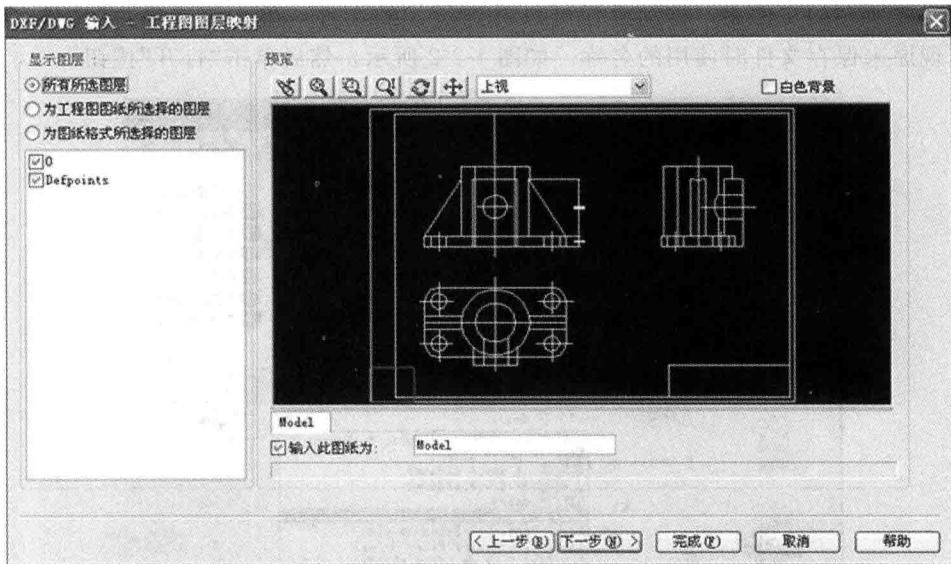 DXF/DWG 输入 - 工程图图层映射
显示图层
所有所选图层
为工程图图纸所选择的图层
为图纸格式所选择的图层
0
Defpoints
预览
上视
白色背景
Model
输入此图纸为:
Model
< 上一步(B)
下一步(N) >
完成(F)
取消
帮助